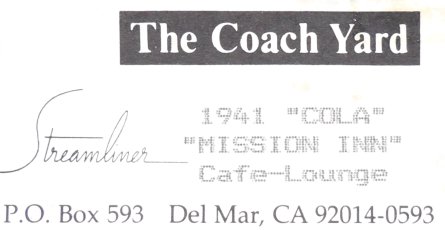 The Coach Yard
1941 "COLA"
Streamliner "MISSION INN"
Cafe-Lounge
P.O. Box 593 Del Mar, CA 92014-0593